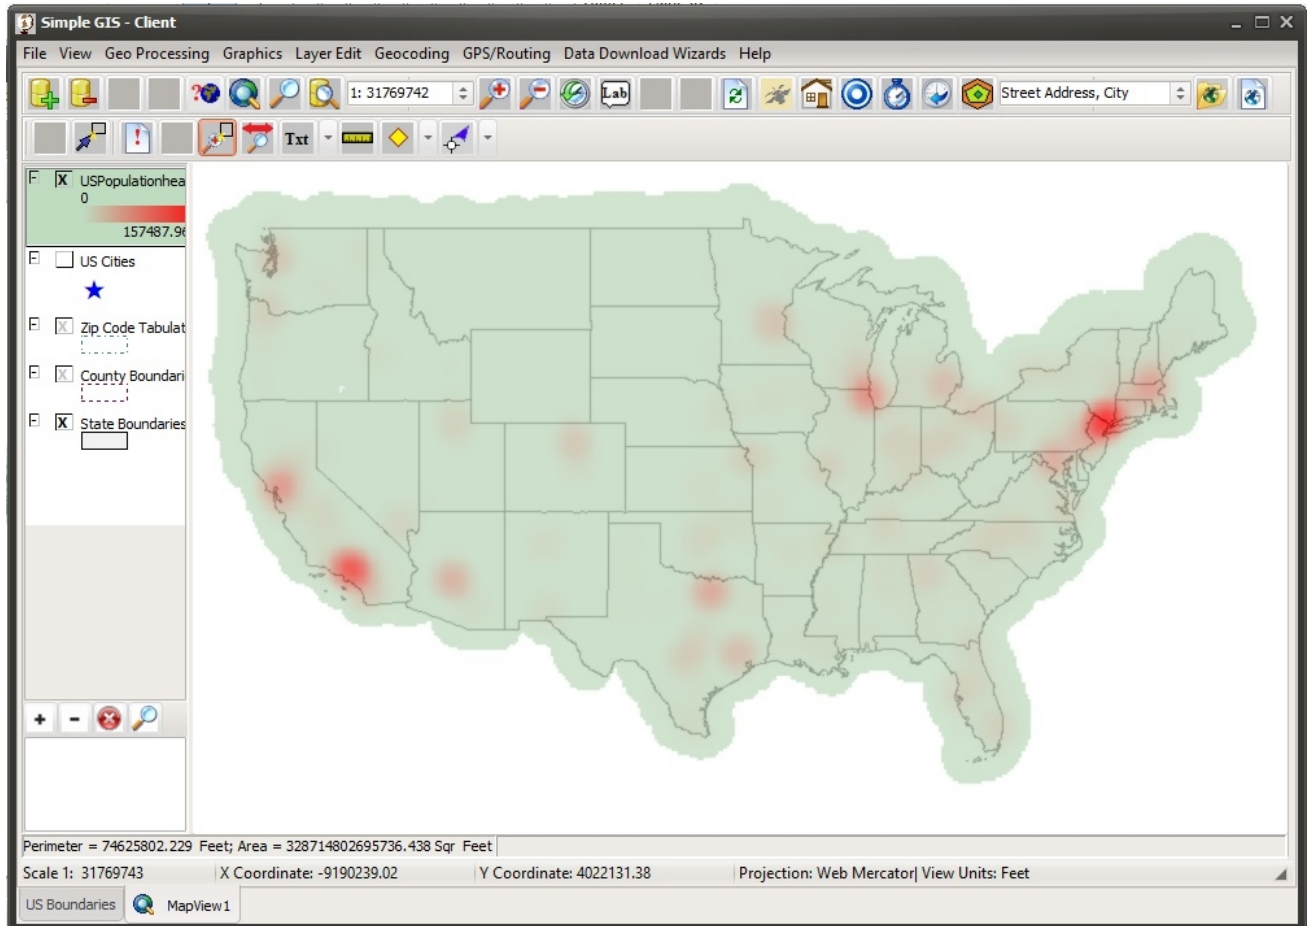 Simple GIS - Client
File View Geo Processing Graphics Layer Edit Geocoding GPS/Routing Data Download Wizards Help
1: 31769742 Lab Street Address, City
Txt
USPopulationhea
0
157487.96
US Cities
Zip Code Tabulat
County Boundari
State Boundaries
Perimeter = 74625802.229 Feet; Area = 328714802695736.438 Sqr Feet
Scale 1: 31769743 X Coordinate: -9190239.02 Y Coordinate: 4022131.38 Projection: Web Mercator| View Units: Feet
US Boundaries MapView1